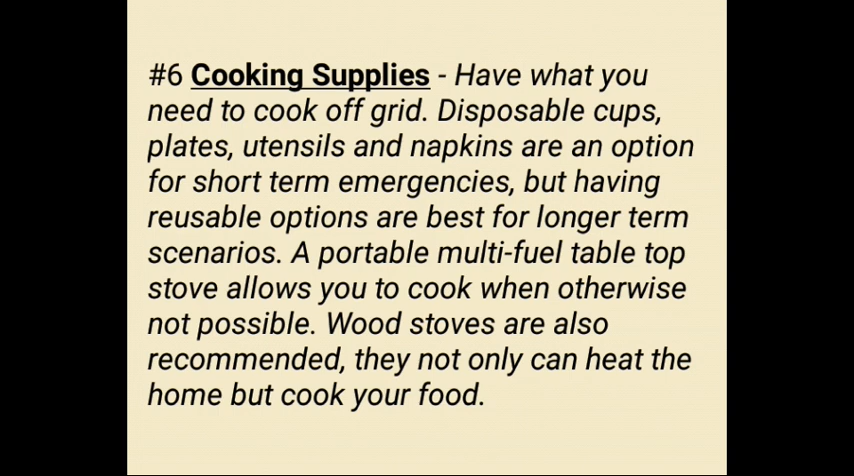 #6 Cooking Supplies - Have what you
need to cook off grid. Disposable cups,
plates, utensils and napkins are an option
for short term emergencies, but having
reusable options are best for longer term
scenarios. A portable multi-fuel table top
stove allows you to cook when otherwise
not possible. Wood stoves are also
recommended, they not only can heat the
home but cook your food.